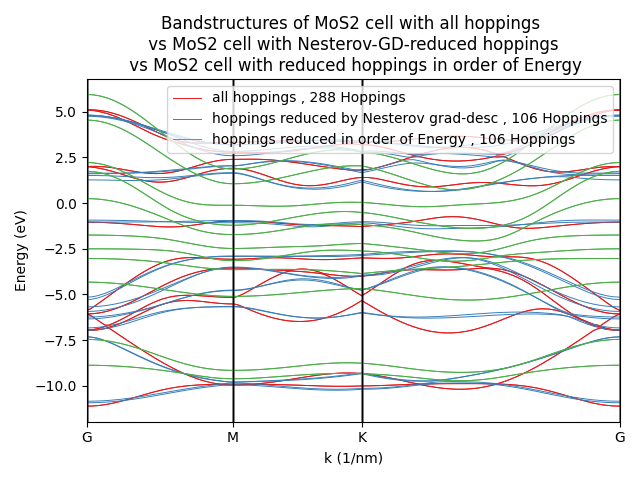 Bandstructures of MoS2 cell with all hoppings
vs MoS2 cell with Nesterov-GD-reduced hoppings
vs MoS2 cell with reduced hoppings in order of Energy
all hoppings , 288 Hoppings
hoppings reduced by Nesterov grad-desc , 106 Hoppings
hoppings reduced in order of Energy , 106 Hoppings
Energy (eV)
5.0
2.5
0.0
−2.5
−5.0
−7.5
−10.0
G M K G
k (1/nm)